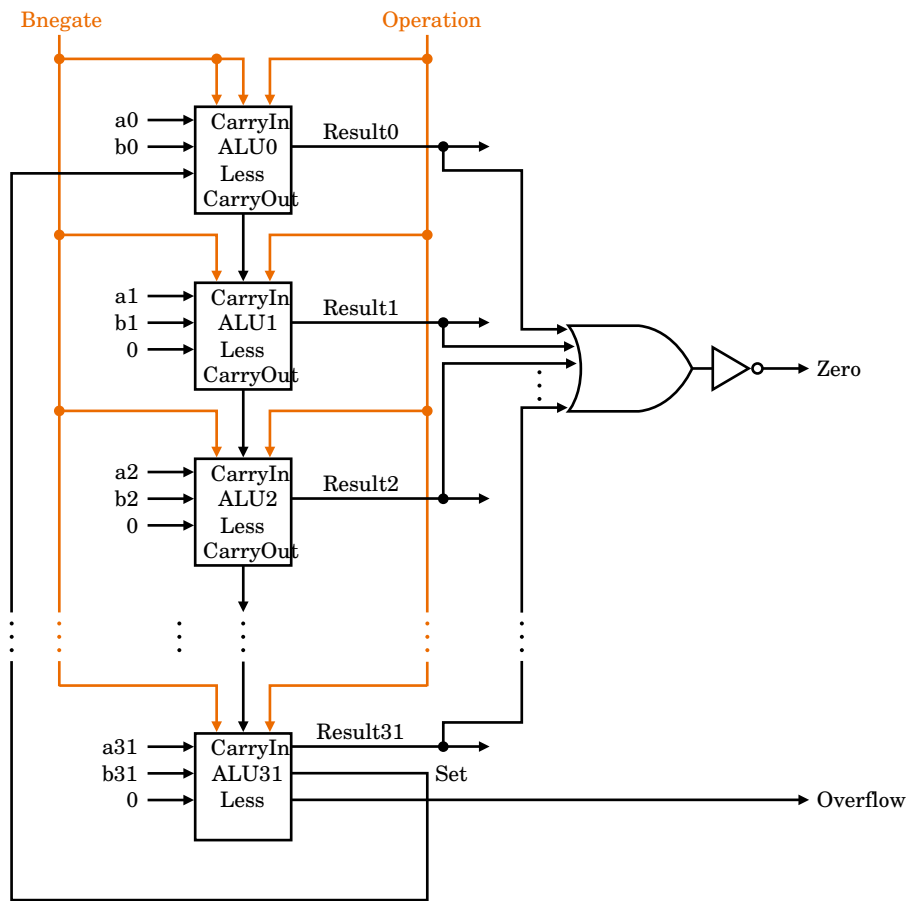 Bnegate Operation
a0 CarryIn Result0
b0 ALU0
Less
CarryOut
a1 CarryIn Result1
b1 ALU1
0 Less
CarryOut
Zero
a2 CarryIn Result2
b2 ALU2
0 Less
CarryOut
a31 CarryIn Result31
b31 ALU31 Set
0 Less Overflow